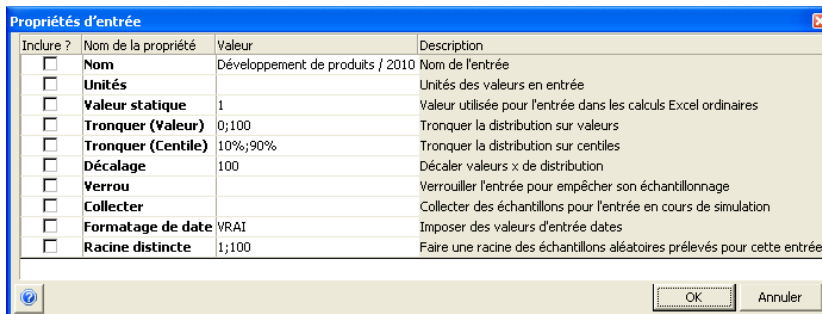 Propriétés d'entrée
Inclure ? Nom de la propriété Valeur Description
Nom Développement de produits / 2010 Nom de l'entrée
Unités Unités des valeurs en entrée
Valeur statique 1 Valeur utilisée pour l'entrée dans les calculs Excel ordinaires
Tronquer (Valeur) 0;100 Tronquer la distribution sur valeurs
Tronquer (Centile) 10%;90% Tronquer la distribution sur centiles
Décalage 100 Décaler valeurs x de distribution
Verrou Verrouiller l'entrée pour empêcher son échantillonnage
Collecter Collecter des échantillons pour l'entrée en cours de simulation
Formatage de date VRAI Imposer des valeurs d'entrée dates
Racine distincte 1;100 Faire une racine des échantillons aléatoires prélevés pour cette entrée
OK Annuler